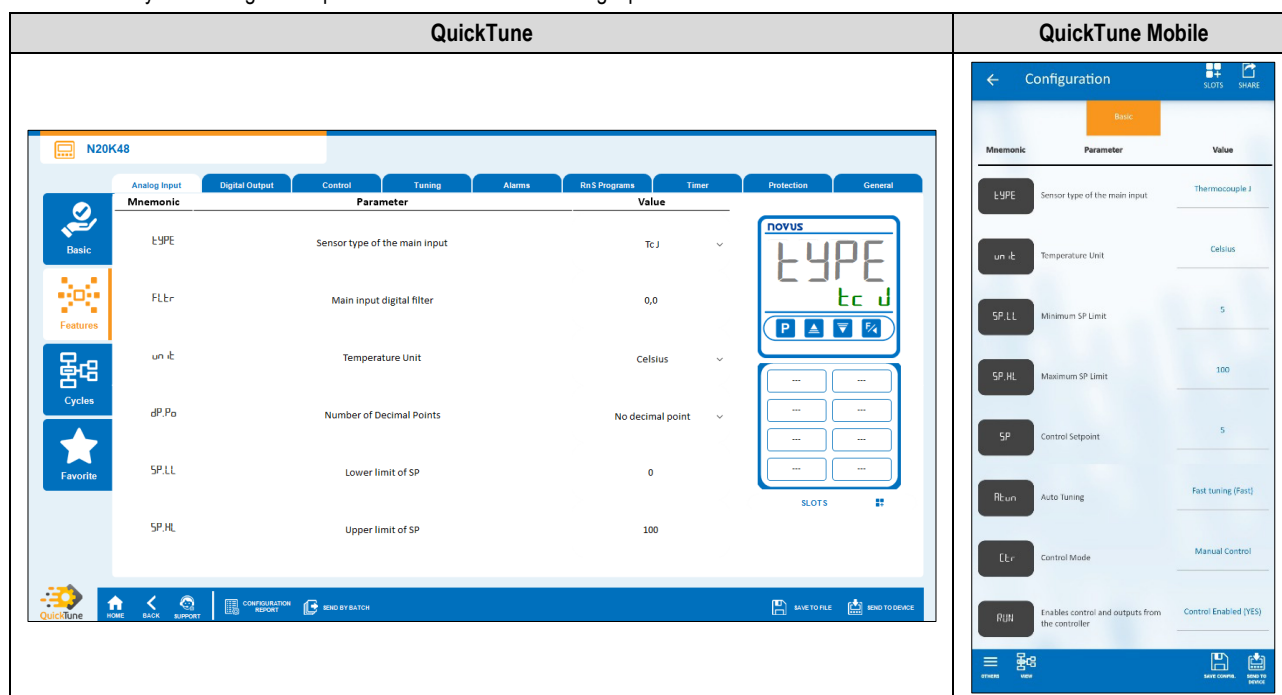 QuickTune
QuickTune Mobile
N20K48
Analog Input Digital Output Control Tuning Alarms RnS Programs Timer Protection General
Mnemonic Parameter Value
Basic
Features
Cycles
Favorite
tYPE Sensor type of the main input Tc J
FLtr Main input digital filter 0,0
unit Temperature Unit Celsius
dP.Po Number of Decimal Points No decimal point
SP.LL Lower limit of SP 0
SP.HL Upper limit of SP 100
novus
tYPE
tc J
P F/4
--- ---
--- ---
--- ---
--- ---
SLOTS
QuickTune
HOME BACK SUPPORT CONFIGURATION REPORT SEND BY BATCH SAVE TO FILE SEND TO DEVICE
Configuration SLOTS SHARE
Basic
Mnemonic Parameter Value
tYPE Sensor type of the main input Thermocouple J
unit Temperature Unit Celsius
SP.LL Minimum SP Limit 5
SP.HL Maximum SP Limit 100
SP Control Setpoint 5
Atun Auto Tuning Fast tuning (Fast)
Ctr Control Mode Manual Control
RUN Enables control and outputs from the controller Control Enabled (YES)
OTHERS VIEW SAVE CONFIG. SEND TO DEVICE